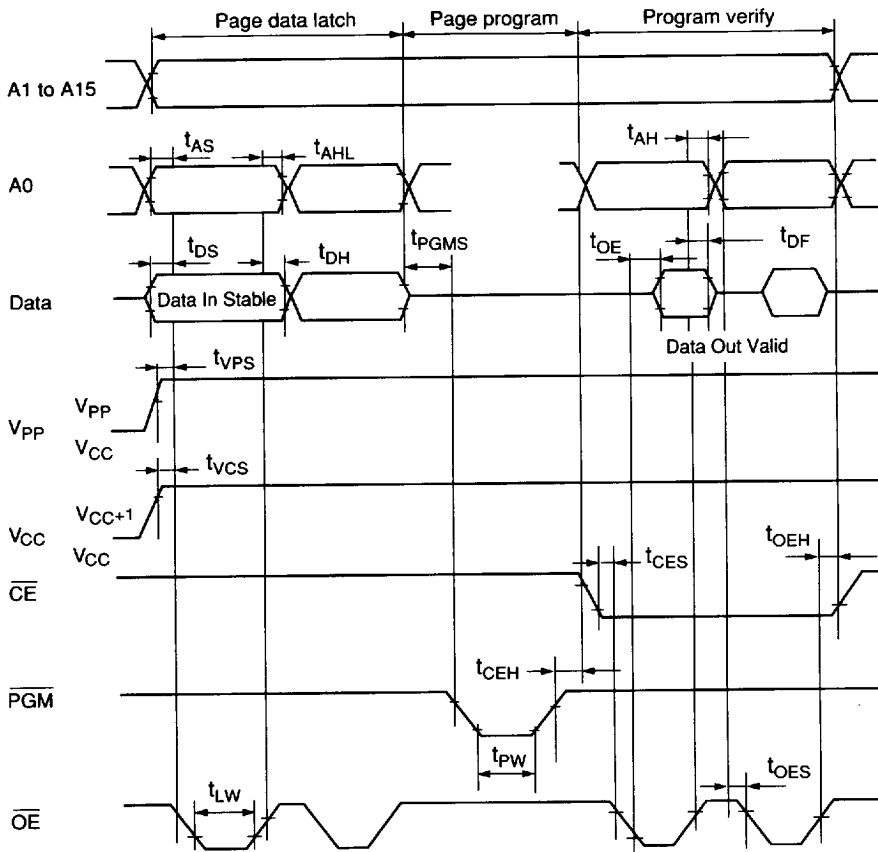 Page data latch Page program Program verify
A1 to A15
tAS tAHL tAH
A0
tDS tDH tPGMS tOE tDF
Data Data In Stable
Data Out Valid
tVPS
VPP
VPP
VCC
tVCS
VCC+1
VCC
VCC
tCES tOEH
CE
tCEH
PGM
tPW
tLW tOES
OE